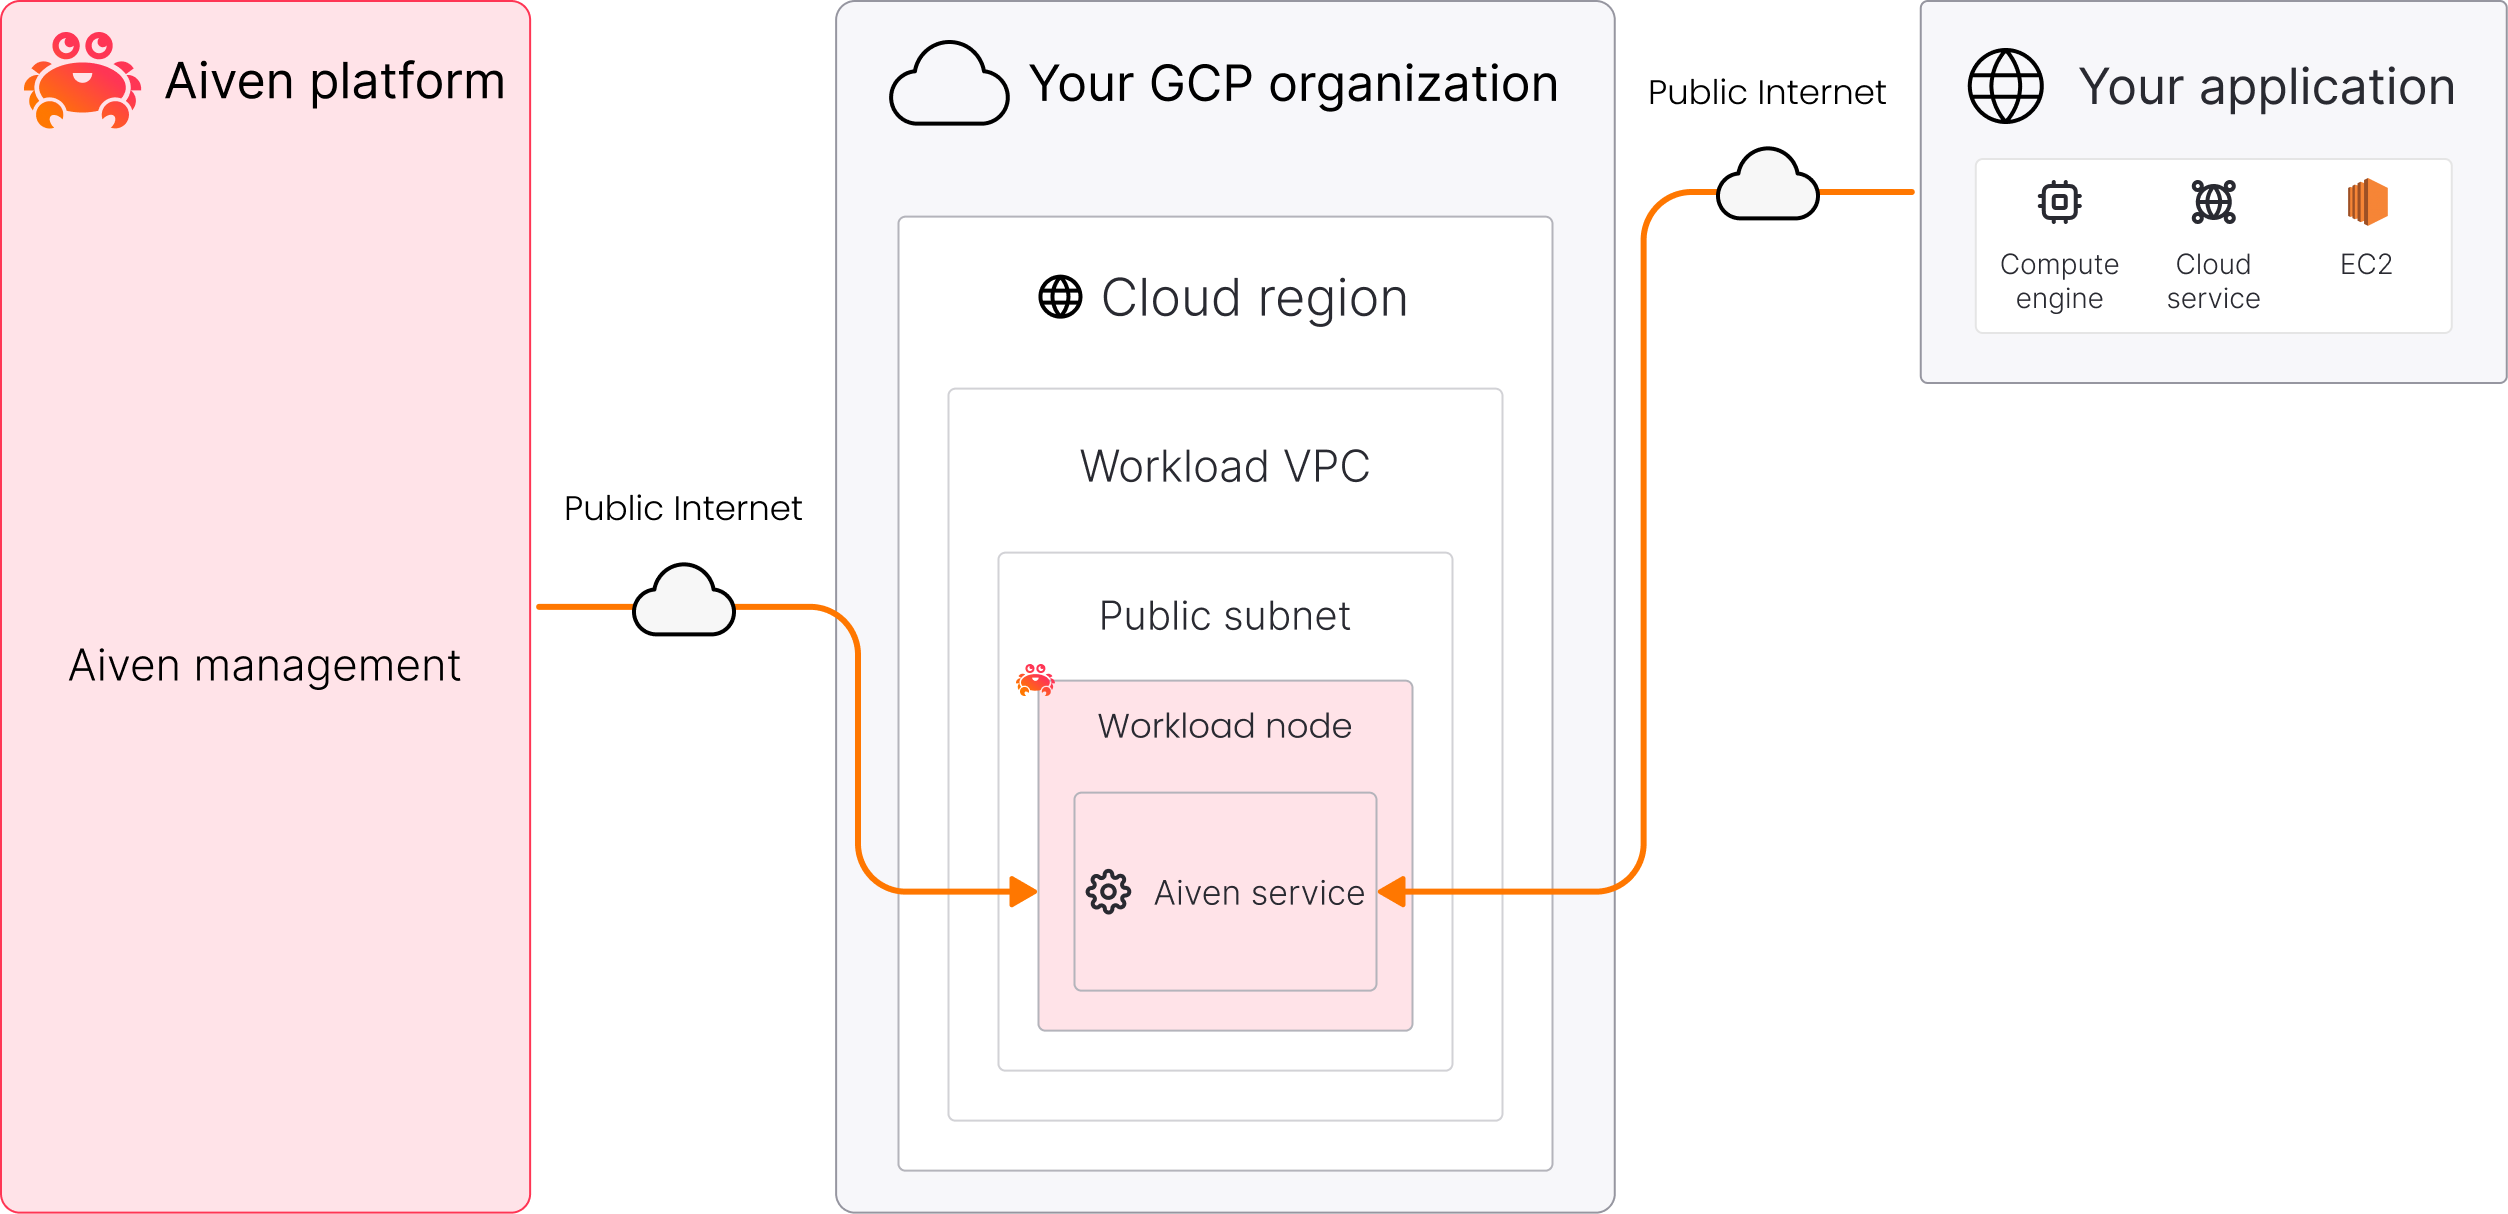 Aiven platform
Aiven management
Public Internet
Your GCP organization
Cloud region
Workload VPC
Public subnet
Workload node
Aiven service
Public Internet
Your application
Compute
engine
Cloud
service
EC2